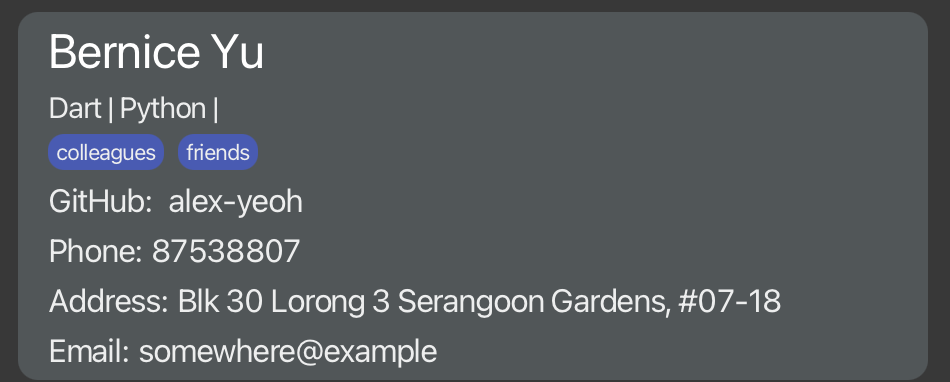 Bernice Yu
Dart | Python |
colleagues friends
GitHub: alex-yeoh
Phone: 87538807
Address: Blk 30 Lorong 3 Serangoon Gardens, #07-18
Email: somewhere@example